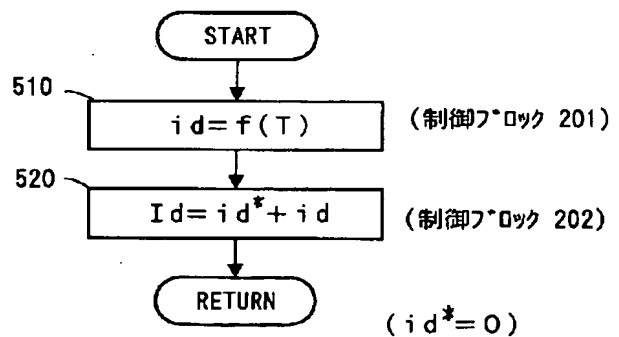 START
510
id=f(T) (制御ブロック 201)
520
Id=id*+id (制御ブロック 202)
RETURN
(id*=0)